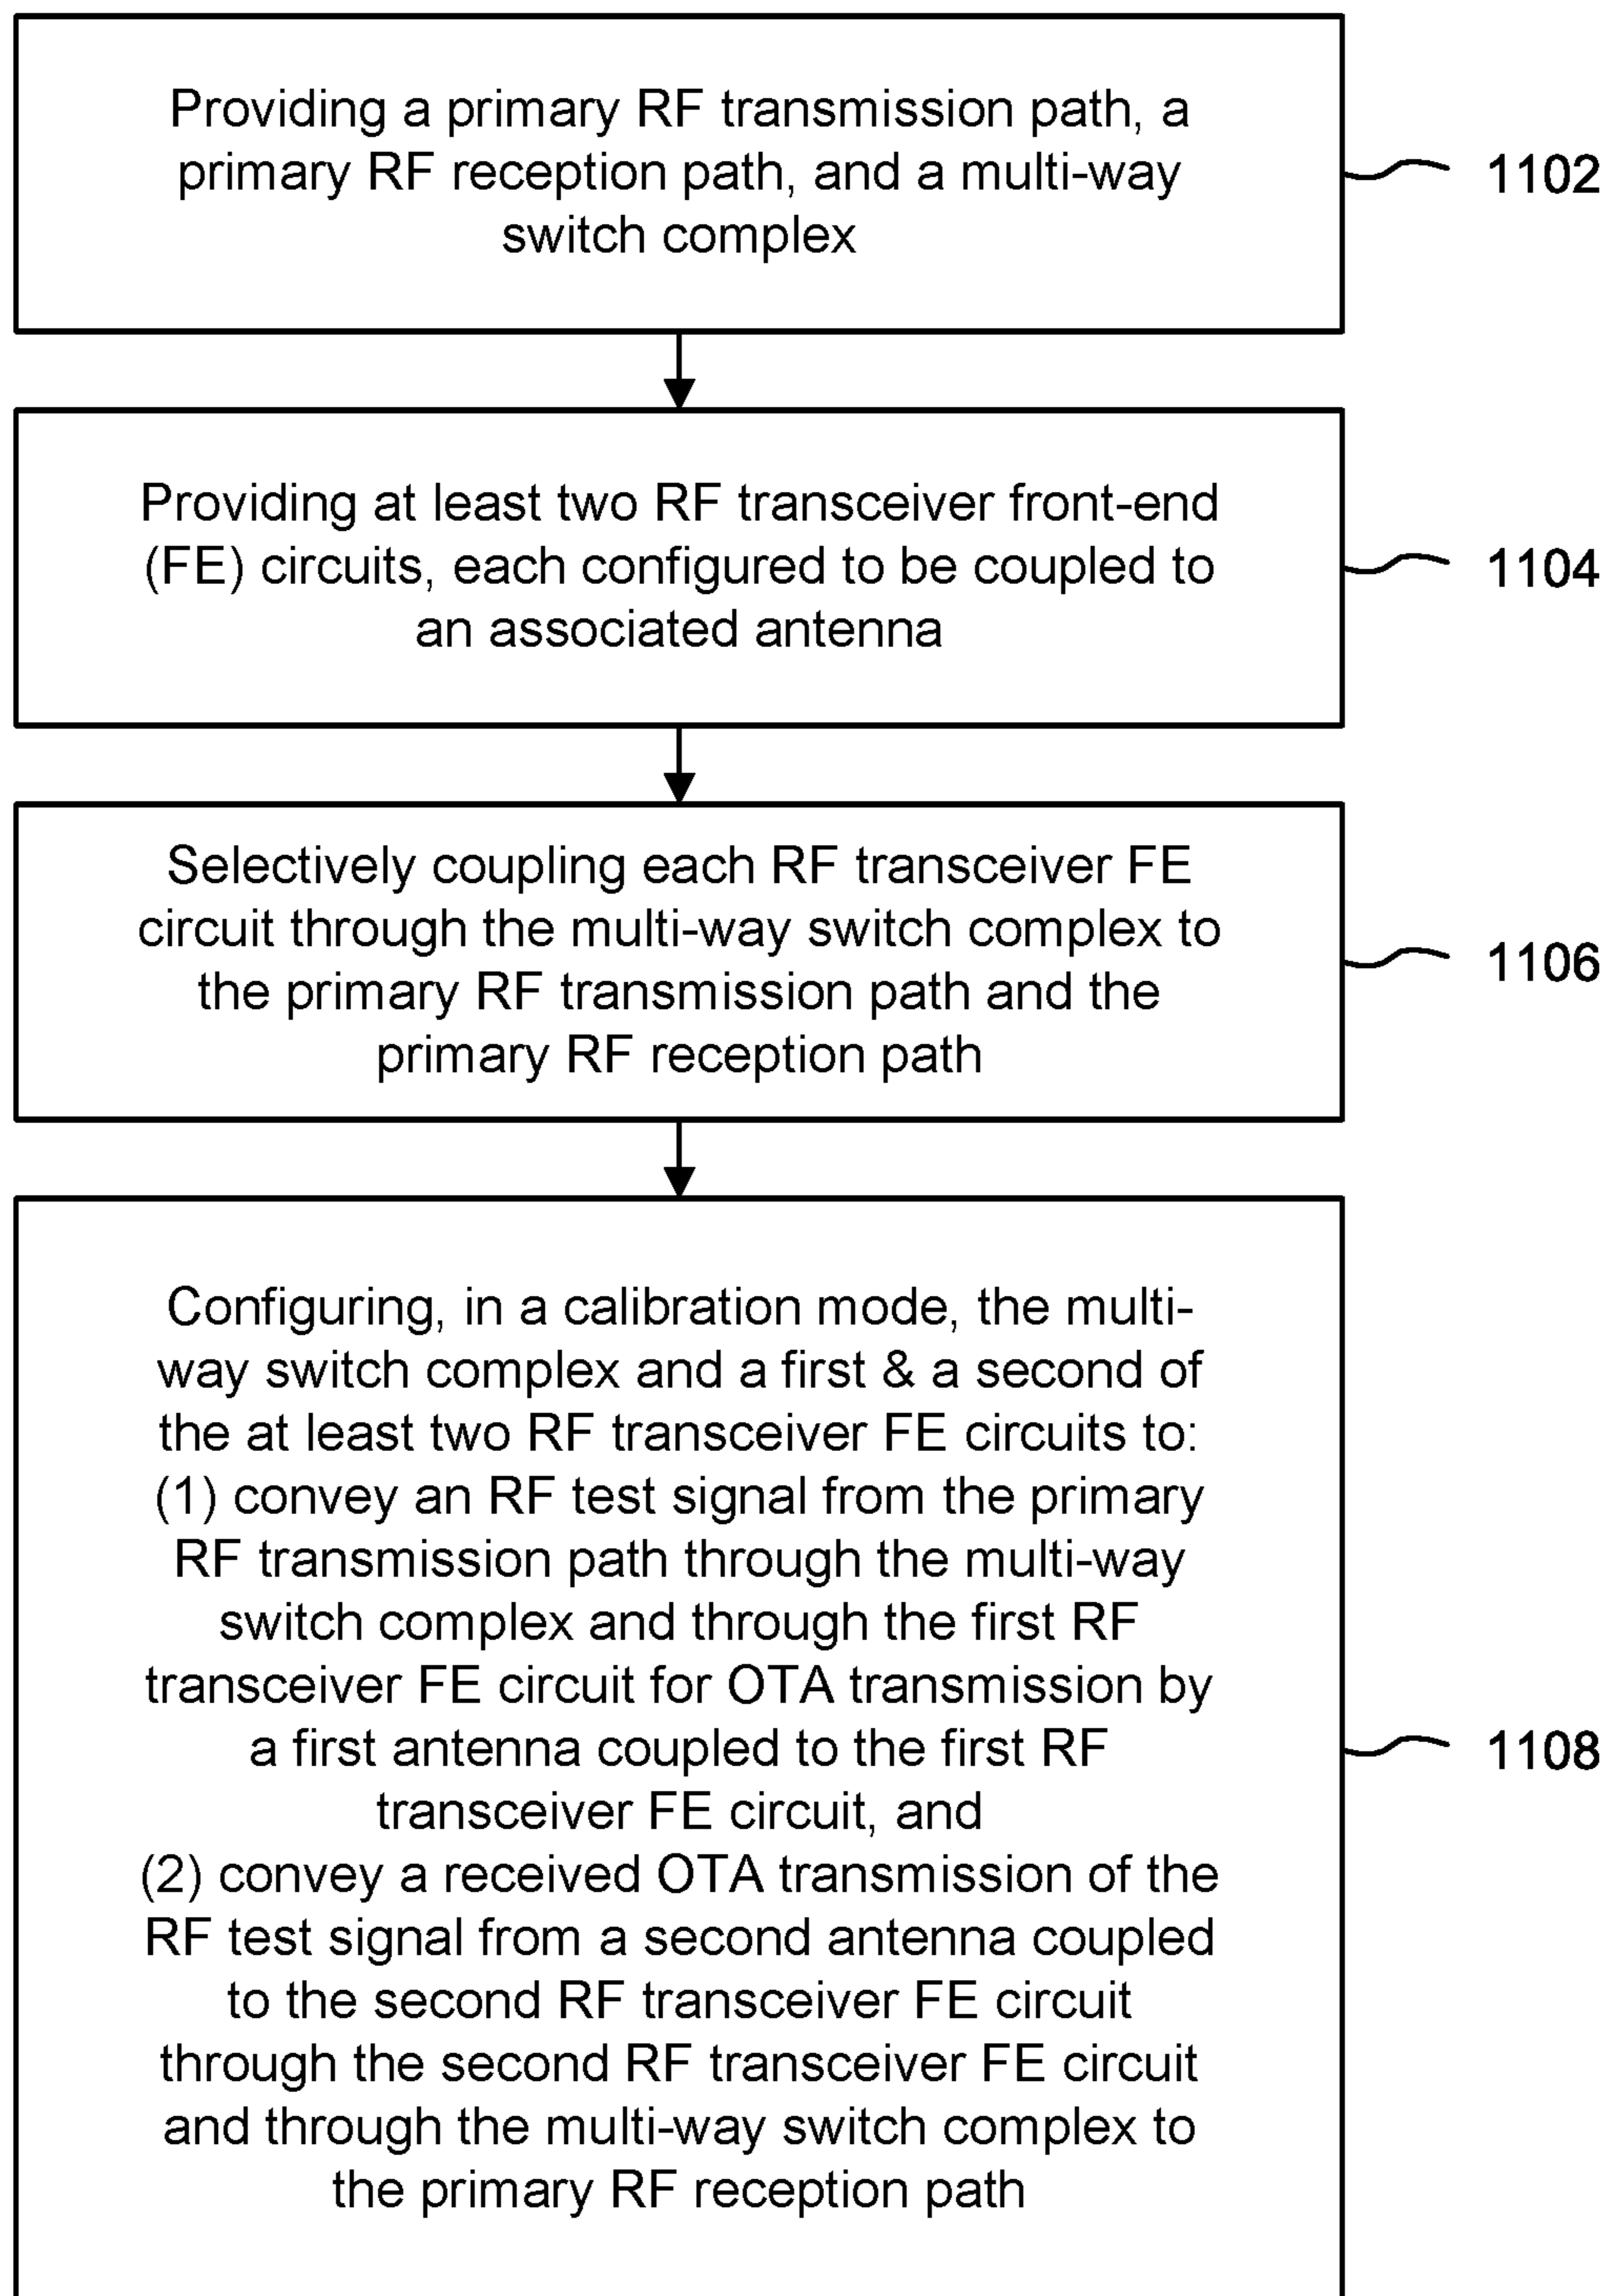 Providing a primary RF transmission path, a
primary RF reception path, and a multi-way
switch complex
1102
Providing at least two RF transceiver front-end
(FE) circuits, each configured to be coupled to
an associated antenna
1104
Selectively coupling each RF transceiver FE
circuit through the multi-way switch complex to
the primary RF transmission path and the
primary RF reception path
1106
Configuring, in a calibration mode, the multi-
way switch complex and a first & a second of
the at least two RF transceiver FE circuits to:
(1) convey an RF test signal from the primary
RF transmission path through the multi-way
switch complex and through the first RF
transceiver FE circuit for OTA transmission by
a first antenna coupled to the first RF
transceiver FE circuit, and
(2) convey a received OTA transmission of the
RF test signal from a second antenna coupled
to the second RF transceiver FE circuit
through the second RF transceiver FE circuit
and through the multi-way switch complex to
the primary RF reception path
1108